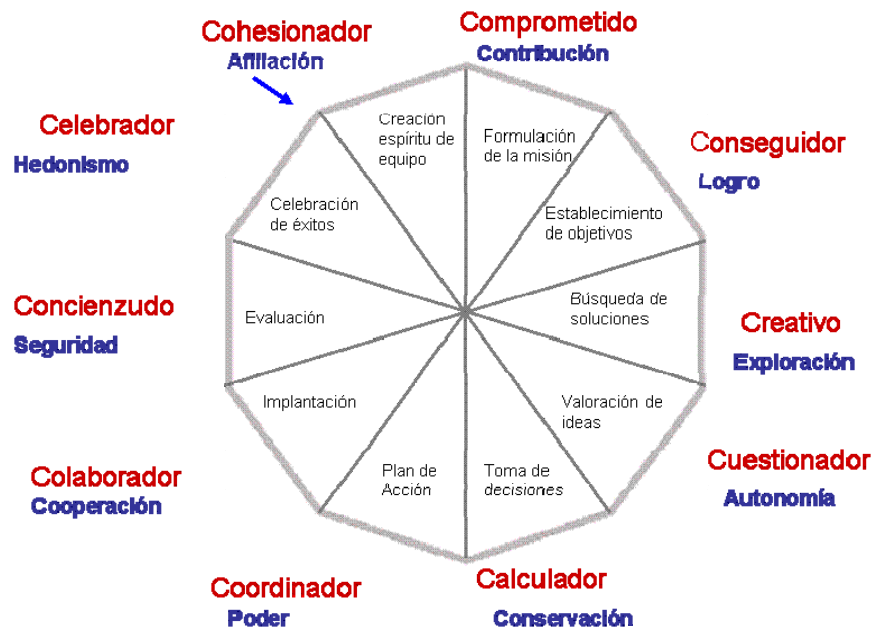 Cohesionador
Afiliación
Comprometido
Contribución
Celebrador
Hedonismo
Creación
espíritu de
equipo
Formulación
de la misión
Conseguidor
Logro
Celebración
de éxitos
Establecimiento
de objetivos
Concienzudo
Seguridad
Evaluación
Búsqueda de
soluciones
Creativo
Exploración
Implantación
Valoración de
ideas
Colaborador
Cooperación
Plan de
Acción
Toma de
decisiones
Cuestionador
Autonomía
Coordinador
Poder
Calculador
Conservación